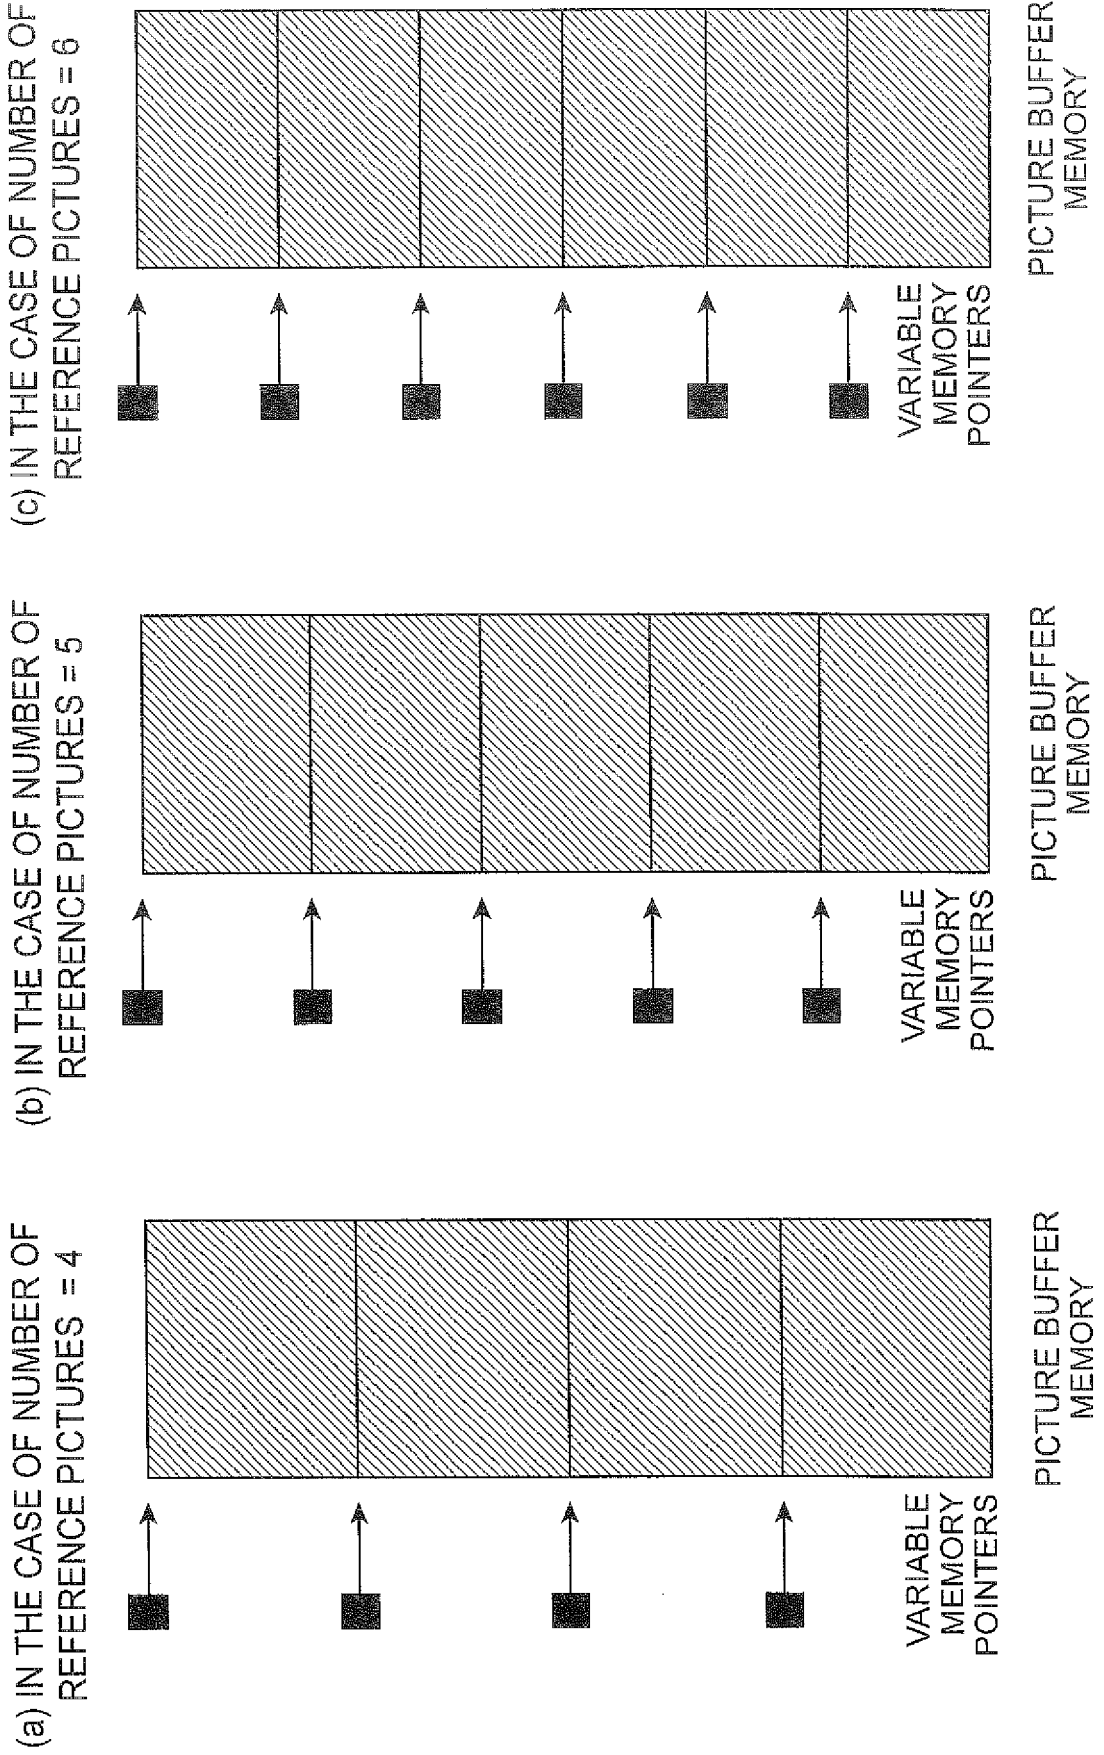 (a) IN THE CASE OF NUMBER OF
REFERENCE PICTURES = 4
VARIABLE
MEMORY
POINTERS
PICTURE BUFFER
MEMORY
(b) IN THE CASE OF NUMBER OF
REFERENCE PICTURES = 5
VARIABLE
MEMORY
POINTERS
PICTURE BUFFER
MEMORY
(c) IN THE CASE OF NUMBER OF
REFERENCE PICTURES = 6
VARIABLE
MEMORY
POINTERS
PICTURE BUFFER
MEMORY